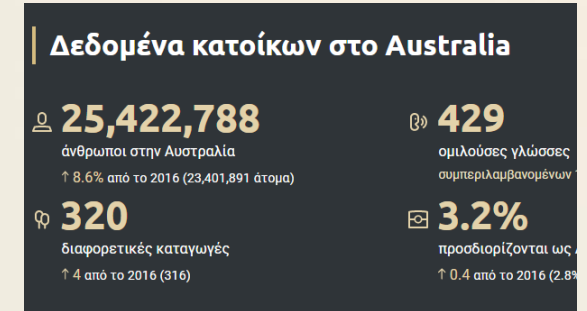 Δεδομένα κατοίκων στο Australia
25,422,788
άνθρωποι στην Αυστραλία
↑ 8.6% από το 2016 (23,401,891 άτομα)
429
ομιλούσες γλώσσες
συμπεριλαμβανομένων
320
διαφορετικές καταγωγές
↑ 4 από το 2016 (316)
3.2%
προσδιορίζονται ως
↑ 0.4 από το 2016 (2.8%